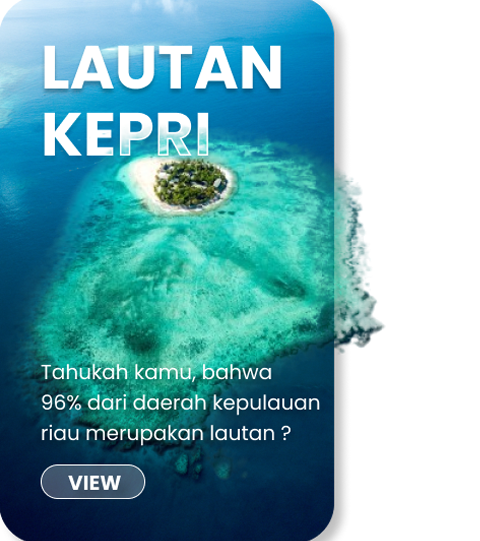 LAUTAN
KEPRI
Tahukah kamu, bahwa
96% dari daerah kepulauan
riau merupakan lautan ?
VIEW